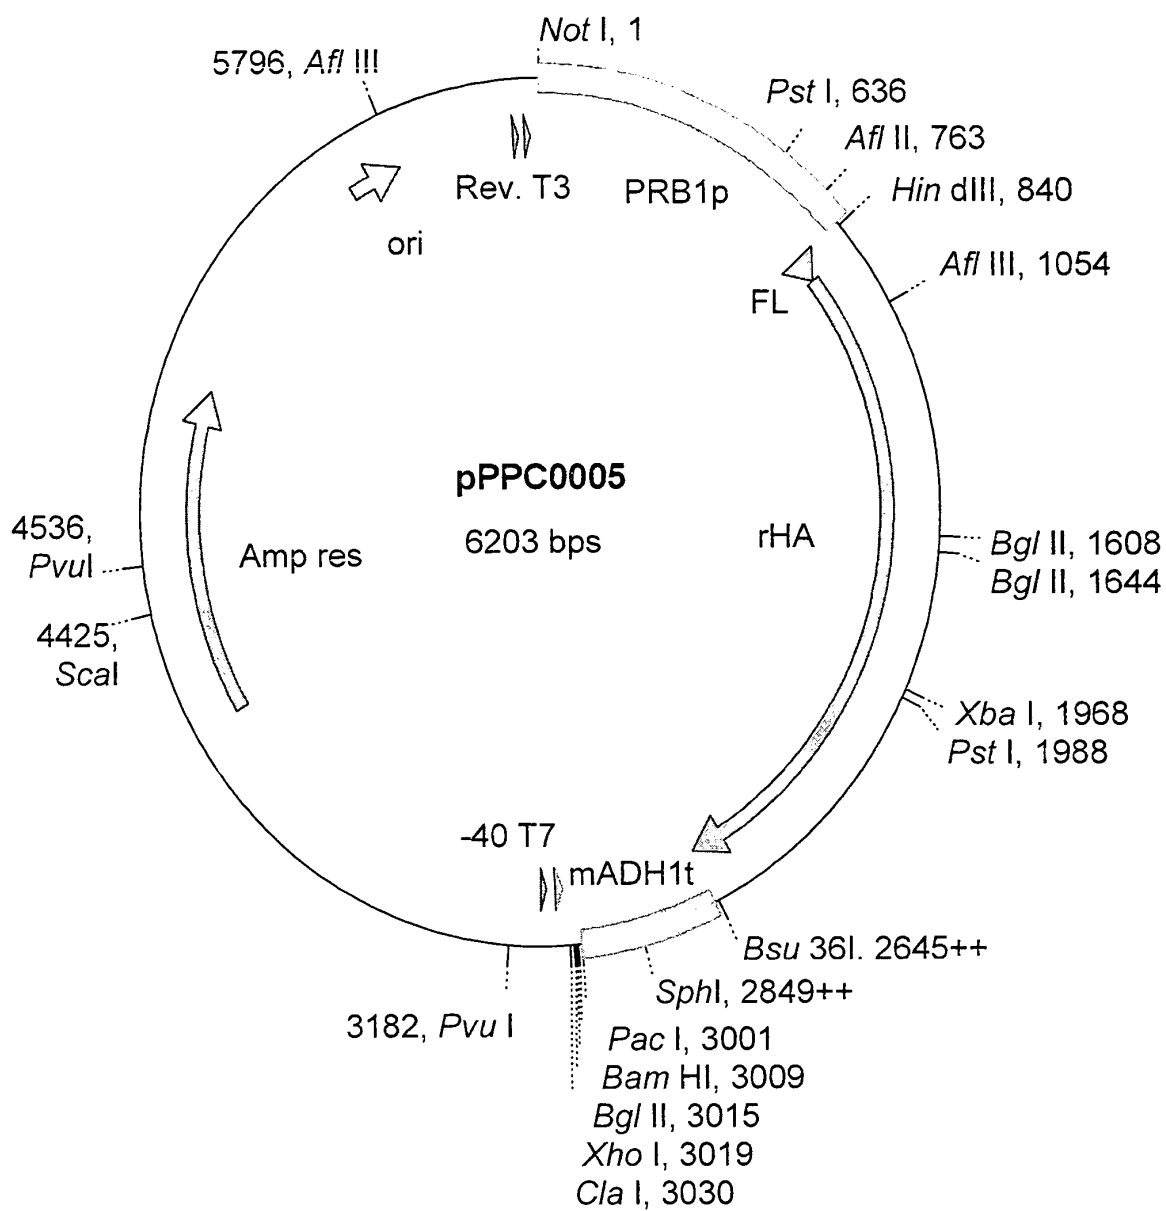 Not I, 1
5796, Afl III
Pst I, 636
Afl II, 763
Hin dIII, 840
Rev. T3
PRB1p
ori
Afl III, 1054
FL
pPPC0005
6203 bps
rHA
Amp res
4536,
PvuI
Bgl II, 1608
Bgl II, 1644
4425,
ScaI
Xba I, 1968
Pst I, 1988
-40 T7
mADH1t
Bsu 36I. 2645++
SphI, 2849++
3182, Pvu I
Pac I, 3001
Bam HI, 3009
Bgl II, 3015
Xho I, 3019
Cla I, 3030